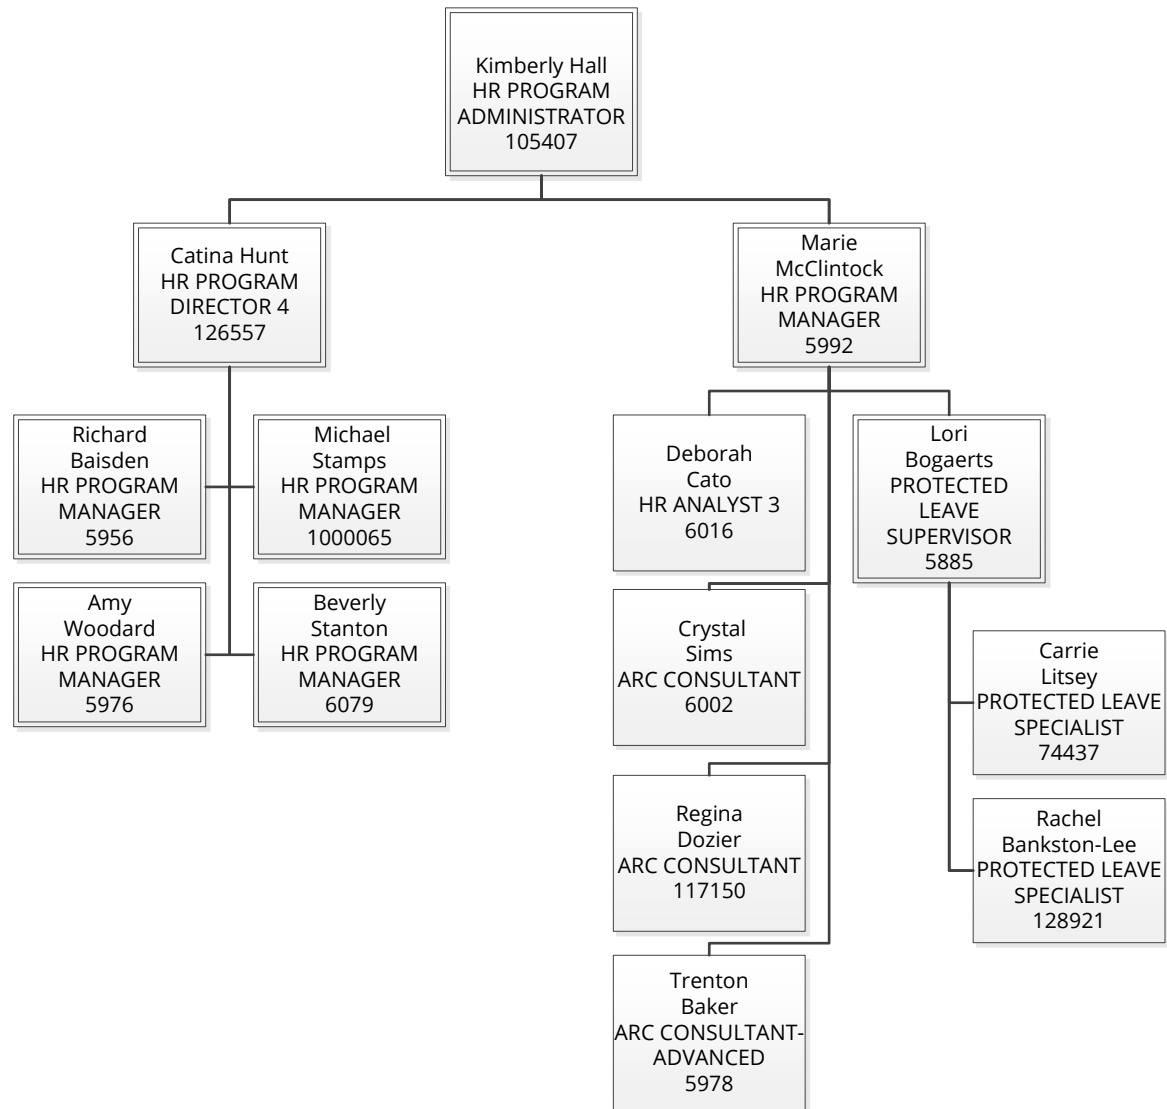 Kimberly Hall
HR PROGRAM
ADMINISTRATOR
105407
Catina Hunt
HR PROGRAM
DIRECTOR 4
126557
Marie
McClintock
HR PROGRAM
MANAGER
5992
Richard
Baisden
HR PROGRAM
MANAGER
5956
Michael
Stamps
HR PROGRAM
MANAGER
1000065
Amy
Woodard
HR PROGRAM
MANAGER
5976
Beverly
Stanton
HR PROGRAM
MANAGER
6079
Deborah
Cato
HR ANALYST 3
6016
Lori
Bogaerts
PROTECTED
LEAVE
SUPERVISOR
5885
Crystal
Sims
ARC CONSULTANT
6002
Carrie
Litsey
PROTECTED LEAVE
SPECIALIST
74437
Regina
Dozier
ARC CONSULTANT
117150
Rachel
Bankston-Lee
PROTECTED LEAVE
SPECIALIST
128921
Trenton
Baker
ARC CONSULTANT-
ADVANCED
5978